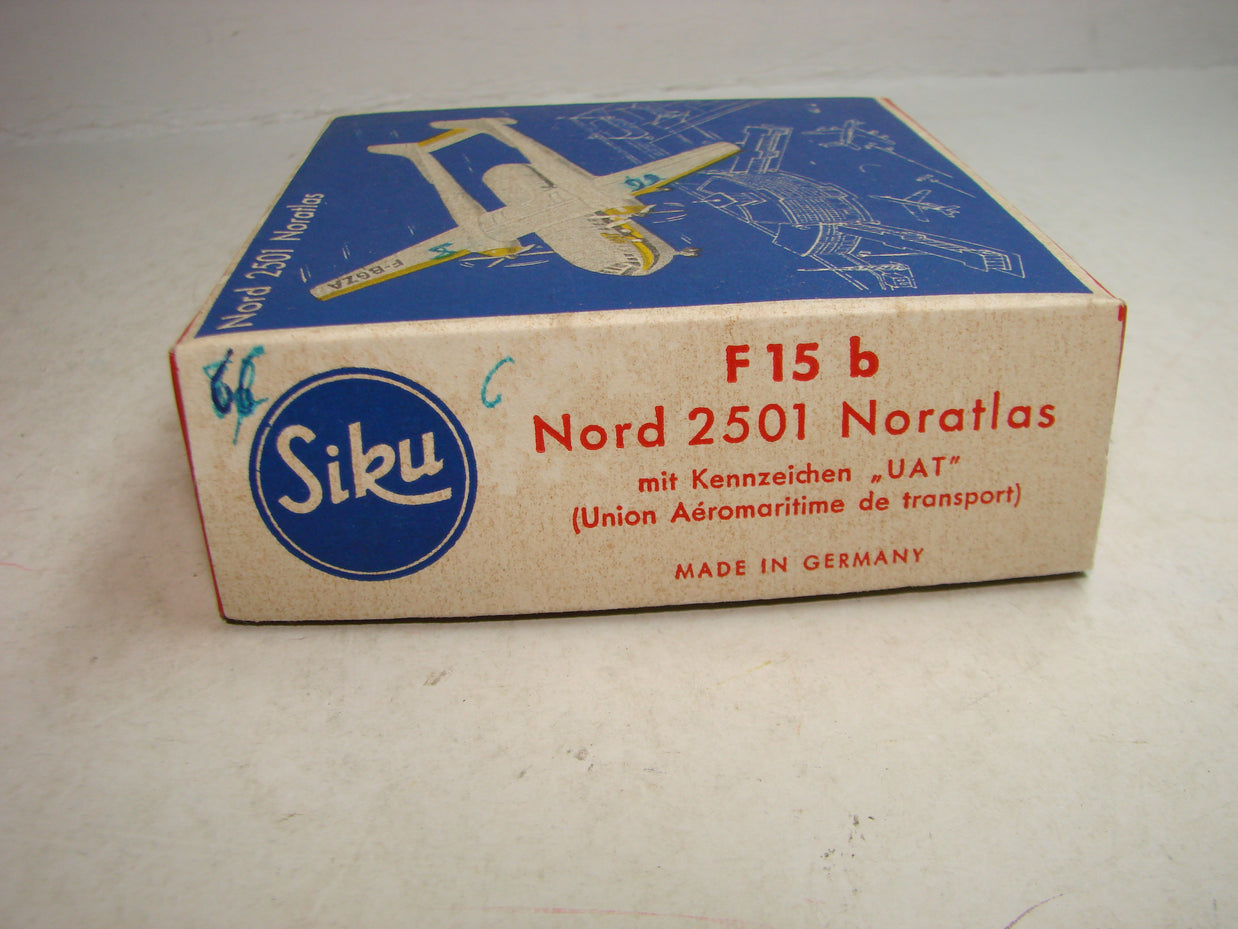 Nord 2501 Noratlas
F-BGZA
Siku
6
F 15 b
Nord 2501 Noratlas
mit Kennzeichen „UAT"
(Union Aéromaritime de transport)
MADE IN GERMANY